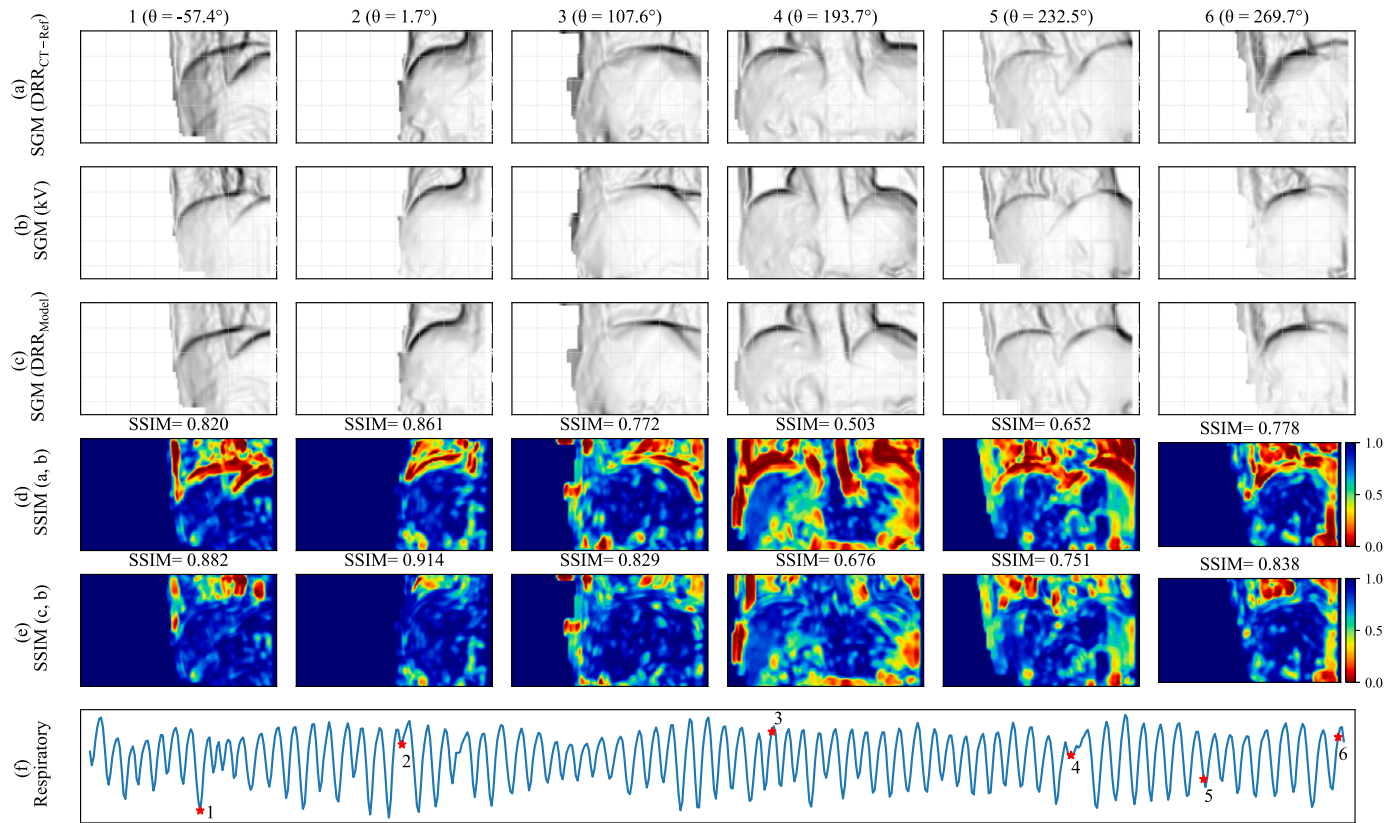 1 (θ = -57.4°) 2 (θ = 1.7°) 3 (θ = 107.6°) 4 (θ = 193.7°) 5 (θ = 232.5°) 6 (θ = 269.7°)
(a)
SGM (DRR_CT−Ref)
(b)
SGM (kV)
(c)
SGM (DRR_Model)
SSIM= 0.820 SSIM= 0.861 SSIM= 0.772 SSIM= 0.503 SSIM= 0.652 SSIM= 0.778
(d)
SSIM (a, b)
1.0
0.5
0.0
SSIM= 0.882 SSIM= 0.914 SSIM= 0.829 SSIM= 0.676 SSIM= 0.751 SSIM= 0.838
(e)
SSIM (c, b)
1.0
0.5
0.0
(f)
Respiratory
1 2 3 4 5 6